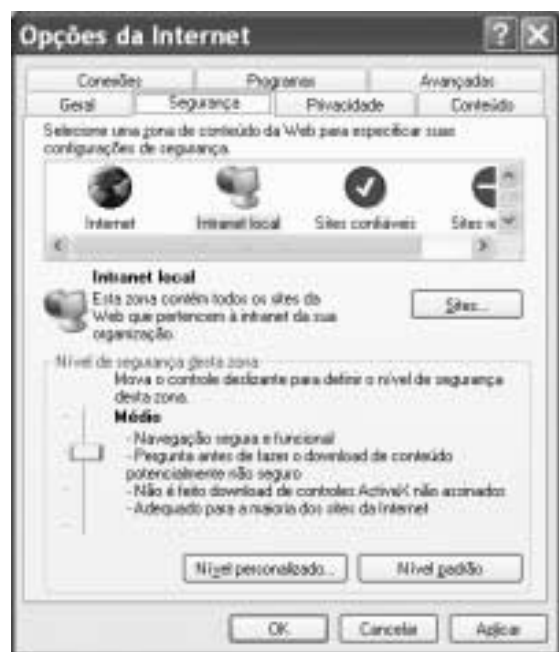 Opções da Internet
Conexões Programas Avançadas
Geral Segurança Privacidade Conteúdo
Selecione uma zona de conteúdo da Web para especificar suas
configurações de segurança.
Internet Intranet local Sites confiáveis Sites
Intranet local
Esta zona contém todos os sites da
Web que pertencem à intranet da sua
organização.
Sites...
Nível de segurança desta zona
Mova o controle deslizante para definir o nível de segurança
desta zona.
Médio
- Navegação segura e funcional
- Pergunta antes de fazer o download de conteúdo
potencialmente não seguro
- Não é feito download de controles ActiveX não assinados
- Adequado para a maioria dos sites da Internet
Nível personalizado... Nível padrão
OK Cancelar Aplicar